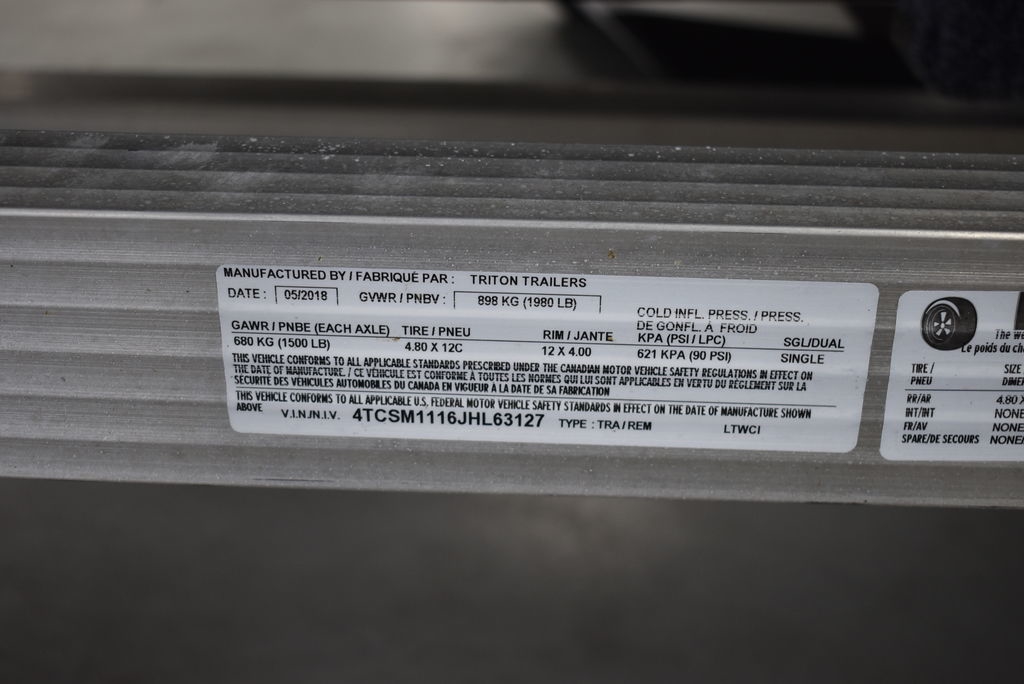 MANUFACTURED BY / FABRIQUÉ PAR : TRITON TRAILERS
DATE : 05/2018 GVWR / PNBV : 898 KG (1980 LB)
COLD INFL. PRESS. / PRESS.
DE GONFL. À FROID
GAWR / PNBE (EACH AXLE) TIRE / PNEU RIM / JANTE KPA (PSI / LPC) SGL/DUAL
680 KG (1500 LB) 4.80 X 12C 12 X 4.00 621 KPA (90 PSI) SINGLE
THIS VEHICLE CONFORMS TO ALL APPLICABLE STANDARDS PRESCRIBED UNDER THE CANADIAN MOTOR VEHICLE SAFETY REGULATIONS IN EFFECT ON
THE DATE OF MANUFACTURE. / CE VÉHICULE EST CONFORME À TOUTES LES NORMES QUI LUI SONT APPLICABLES EN VERTU DU RÈGLEMENT SUR LA
SÉCURITÉ DES VÉHICULES AUTOMOBILES DU CANADA EN VIGUEUR À LA DATE DE SA FABRICATION
THIS VEHICLE CONFORMS TO ALL APPLICABLE U.S. FEDERAL MOTOR VEHICLE SAFETY STANDARDS IN EFFECT ON THE DATE OF MANUFACTURE SHOWN
ABOVE V.I.N./N.I.V. 4TCSM1116JHL63127 TYPE : TRA / REM LTWCI
The
Le poids du
TIRE / SIZE
PNEU
RR/AR 4.80 X
INT/INT NONE
FR/AV NONE
SPARE/DE SECOURS NONE/